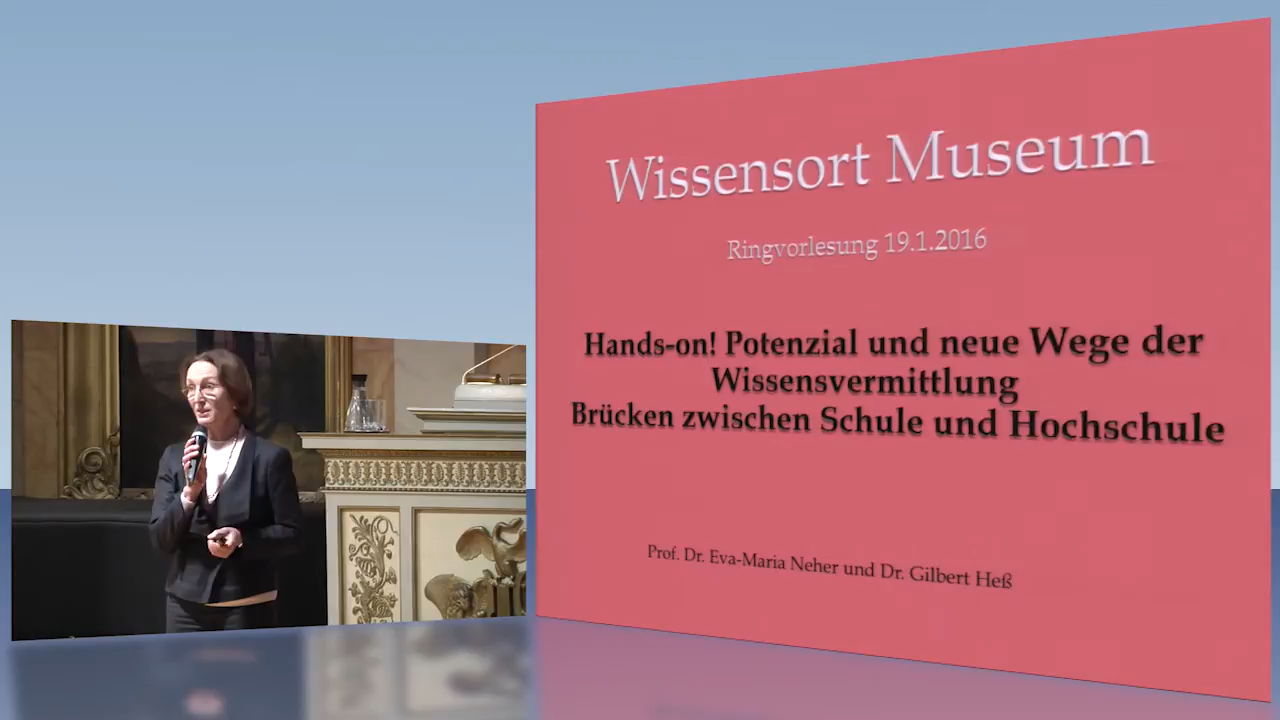 Wissensort Museum
Ringvorlesung 19.1.2016
Hands-on! Potenzial und neue Wege der
Wissensvermittlung
Brücken zwischen Schule und Hochschule
Prof. Dr. Eva-Maria Neher und Dr. Gilbert Heß